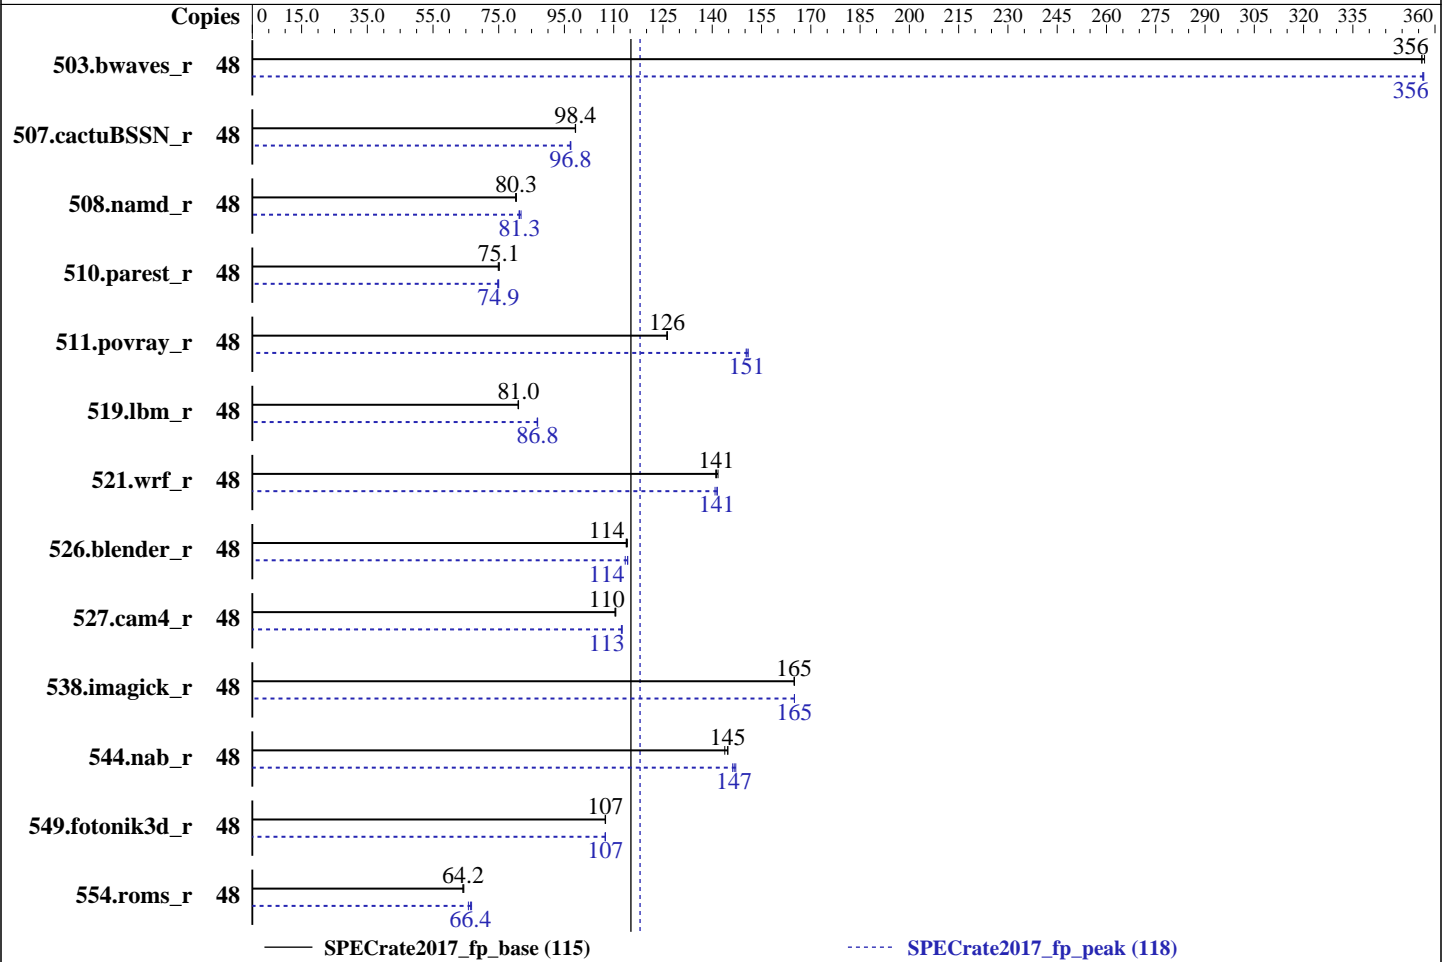 Copies 0 15.0 35.0 55.0 75.0 95.0 110 125 140 155 170 185 200 215 230 245 260 275 290 305 320 335 360
503.bwaves_r 48 356
356
507.cactuBSSN_r 48 98.4
96.8
508.namd_r 48 80.3
81.3
510.parest_r 48 75.1
74.9
511.povray_r 48 126
151
519.lbm_r 48 81.0
86.8
521.wrf_r 48 141
141
526.blender_r 48 114
114
527.cam4_r 48 110
113
538.imagick_r 48 165
165
544.nab_r 48 145
147
549.fotonik3d_r 48 107
107
554.roms_r 48 64.2
66.4
SPECrate2017_fp_base (115) SPECrate2017_fp_peak (118)